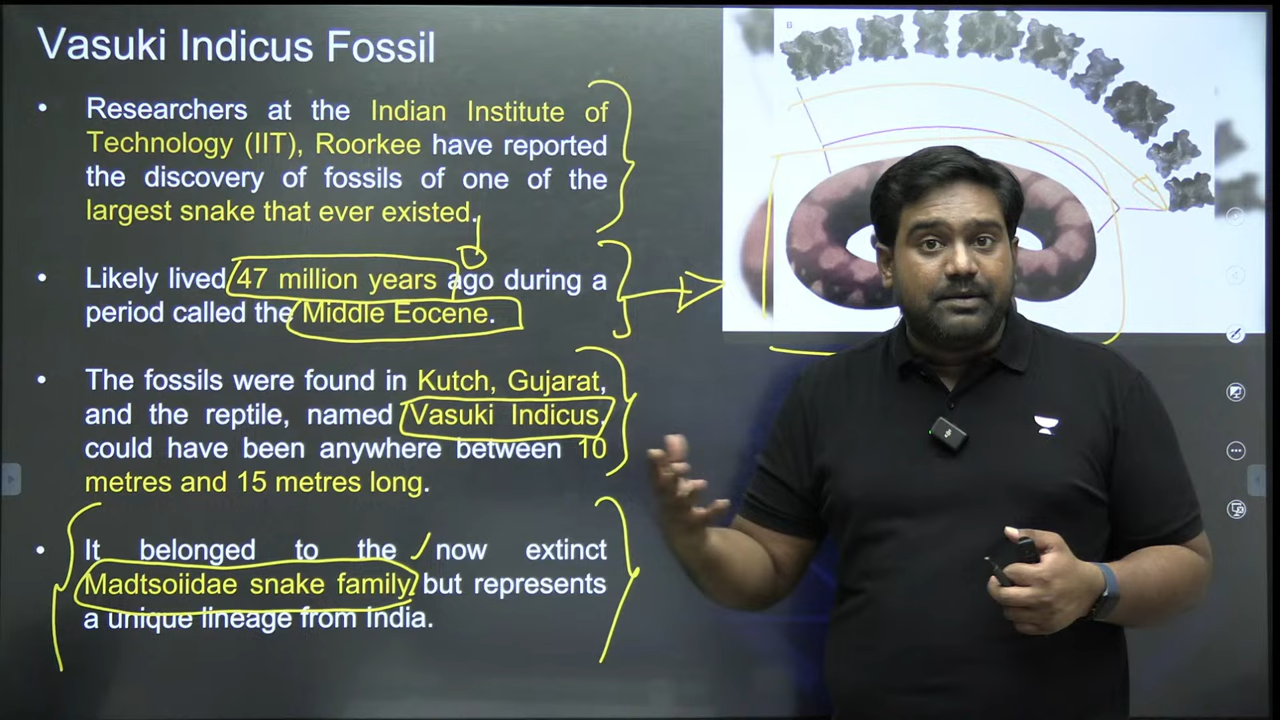 Vasuki Indicus Fossil
• Researchers at the Indian Institute of
Technology (IIT), Roorkee have reported
the discovery of fossils of one of the
largest snake that ever existed.
• Likely lived 47 million years ago during a
period called the Middle Eocene.
• The fossils were found in Kutch, Gujarat,
and the reptile, named Vasuki Indicus,
could have been anywhere between 10
metres and 15 metres long.
• It belonged to the now extinct
Madtsoiidae snake family, but represents
a unique lineage from India.
B